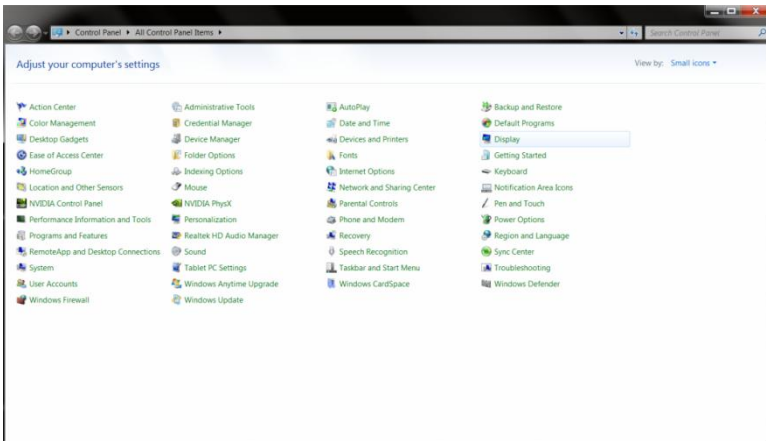 Control Panel ▸ All Control Panel Items ▸ Search Control Panel
Adjust your computer's settings View by: Small icons
Action Center Administrative Tools AutoPlay Backup and Restore
Color Management Credential Manager Date and Time Default Programs
Desktop Gadgets Device Manager Devices and Printers Display
Ease of Access Center Folder Options Fonts Getting Started
HomeGroup Indexing Options Internet Options Keyboard
Location and Other Sensors Mouse Network and Sharing Center Notification Area Icons
NVIDIA Control Panel NVIDIA PhysX Parental Controls Pen and Touch
Performance Information and Tools Personalization Phone and Modem Power Options
Programs and Features Realtek HD Audio Manager Recovery Region and Language
RemoteApp and Desktop Connections Sound Speech Recognition Sync Center
System Tablet PC Settings Taskbar and Start Menu Troubleshooting
User Accounts Windows Anytime Upgrade Windows CardSpace Windows Defender
Windows Firewall Windows Update